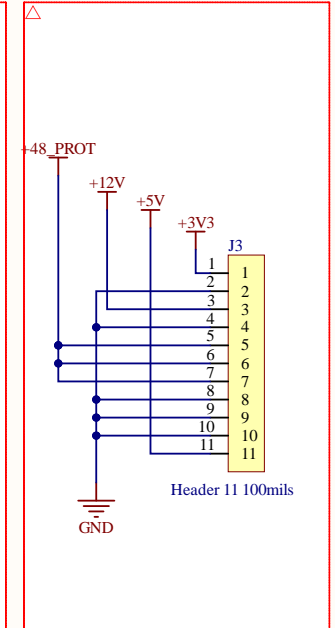 +48_PROT
+12V
+5V
+3V3
J3
1 1
2 2
3 3
4 4
5 5
6 6
7 7
8 8
9 9
10 10
11 11
Header 11 100mils
GND